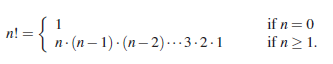 n! = { 1 if n = 0
n · (n − 1) · (n − 2) ··· 3 · 2 · 1 if n ≥ 1.